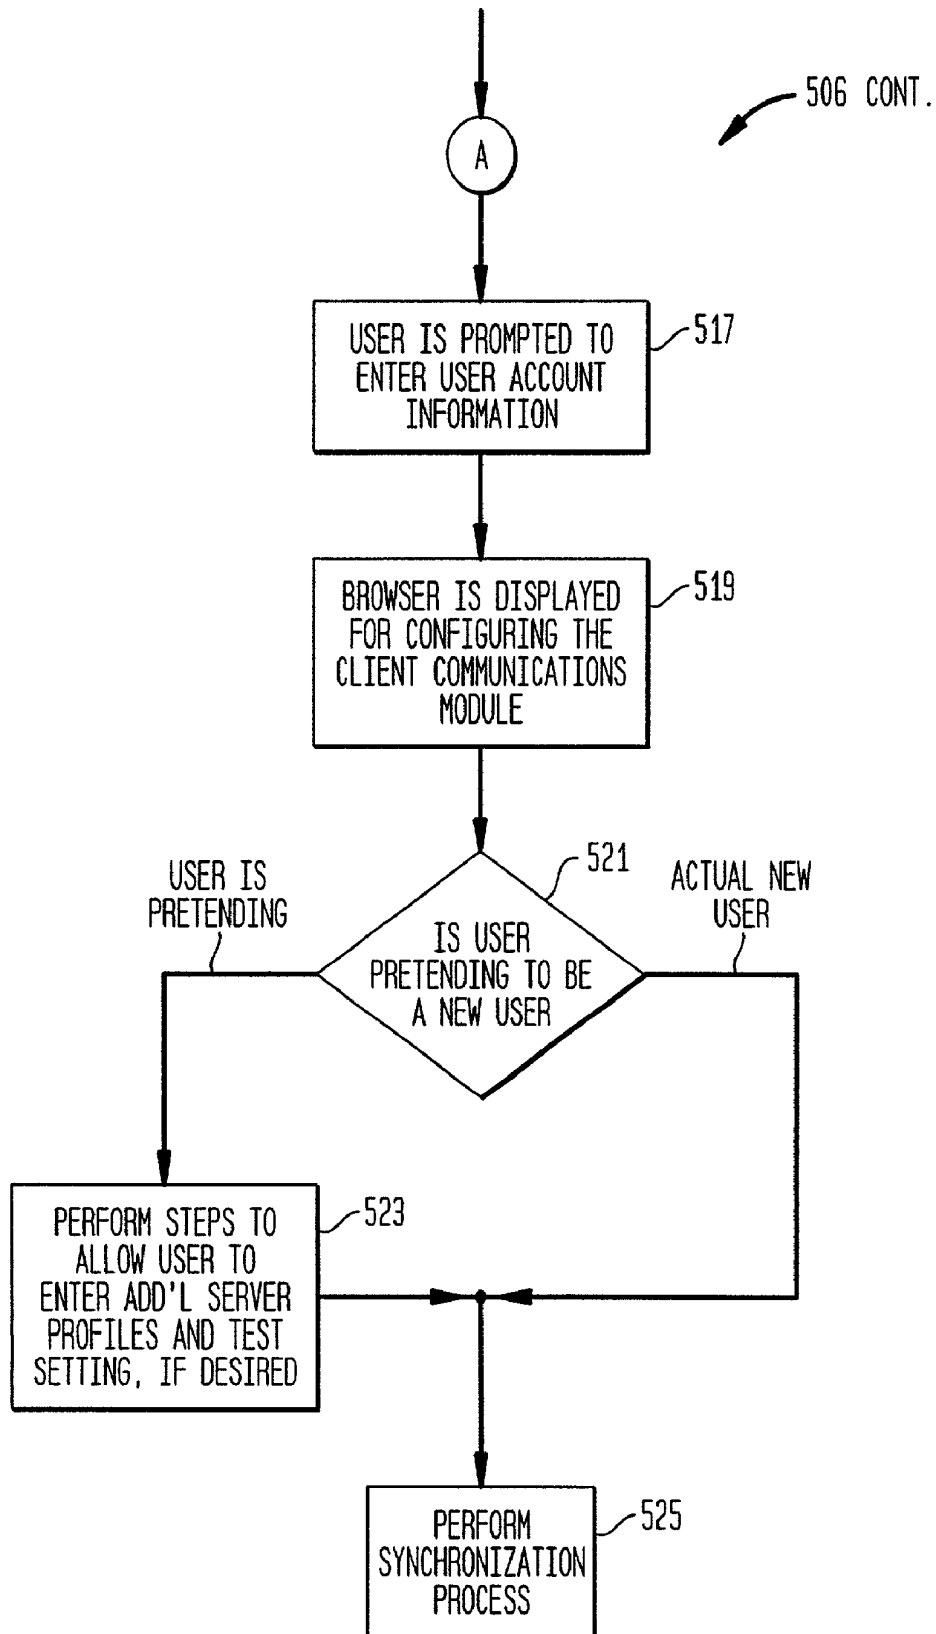 506 CONT.
A
USER IS PROMPTED TO
ENTER USER ACCOUNT
INFORMATION
517
BROWSER IS DISPLAYED
FOR CONFIGURING THE
CLIENT COMMUNICATIONS
MODULE
519
521
USER IS
PRETENDING
ACTUAL NEW
USER
IS USER
PRETENDING TO BE
A NEW USER
PERFORM STEPS TO
ALLOW USER TO
ENTER ADD'L SERVER
PROFILES AND TEST
SETTING, IF DESIRED
523
PERFORM
SYNCHRONIZATION
PROCESS
525